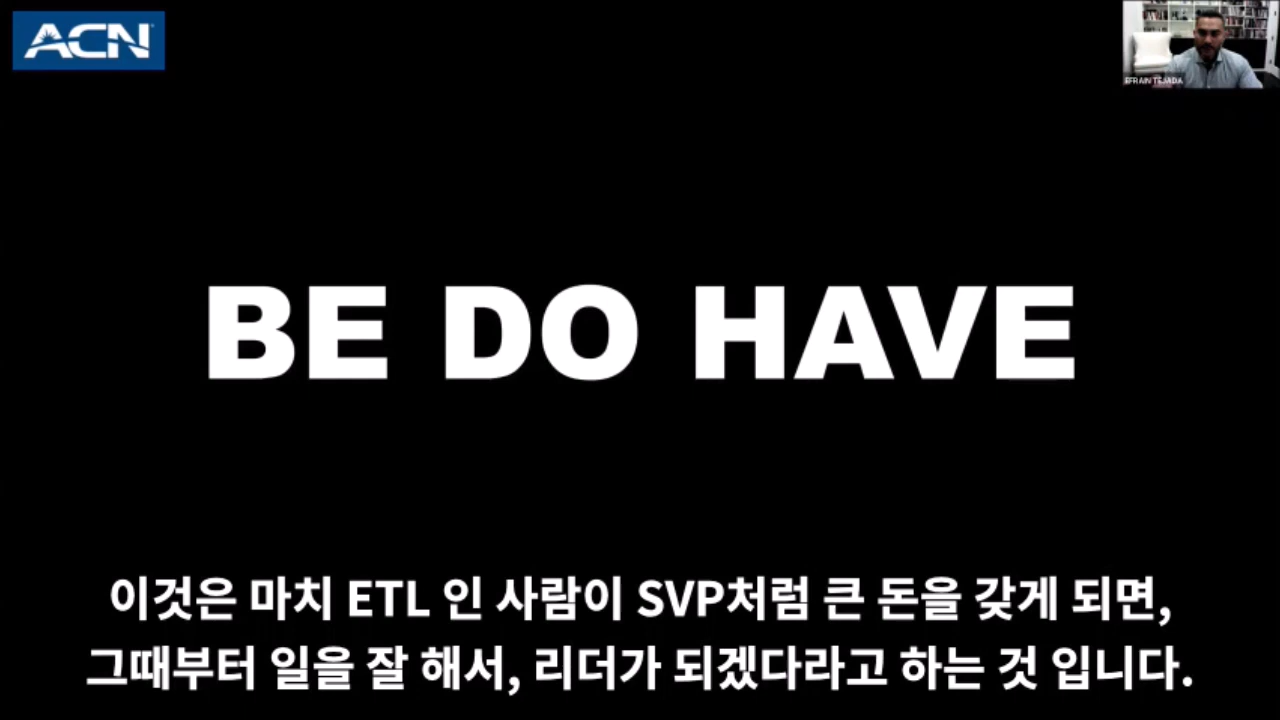 ACN
EFRAIN TEJADA
BE DO HAVE
이것은 마치 ETL 인 사람이 SVP처럼 큰 돈을 갖게 되면,
그때부터 일을 잘 해서, 리더가 되겠다라고 하는 것 입니다.